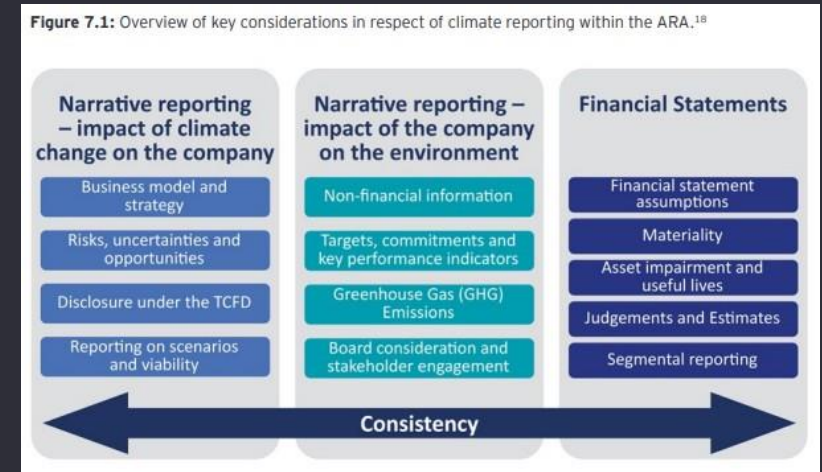 Figure 7.1: Overview of key considerations in respect of climate reporting within the ARA.¹⁸
Narrative reporting
– impact of climate
change on the company
Business model and
strategy
Risks, uncertainties and
opportunities
Disclosure under the TCFD
Reporting on scenarios
and viability
Narrative reporting –
impact of the company
on the environment
Non-financial information
Targets, commitments and
key performance indicators
Greenhouse Gas (GHG)
Emissions
Board consideration and
stakeholder engagement
Financial Statements
Financial statement
assumptions
Materiality
Asset impairment and
useful lives
Judgements and Estimates
Segmental reporting
Consistency